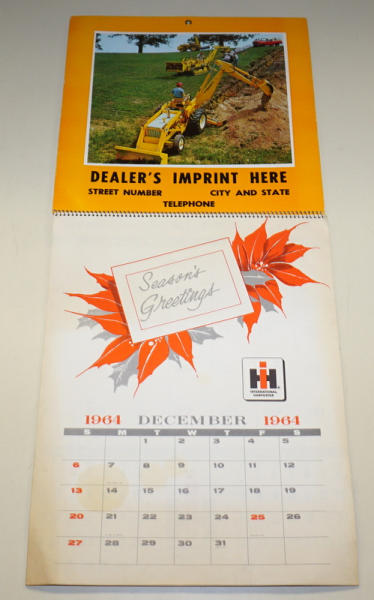 DEALER'S IMPRINT HERE
STREET NUMBER CITY AND STATE
TELEPHONE
Season's
Greetings
IH
INTERNATIONAL
HARVESTER
1964 DECEMBER 1964
S M T W T F S
1 2 3 4 5
6 7 8 9 10 11 12
13 14 15 16 17 18 19
20 21 22 23 24 25 26
27 28 29 30 31